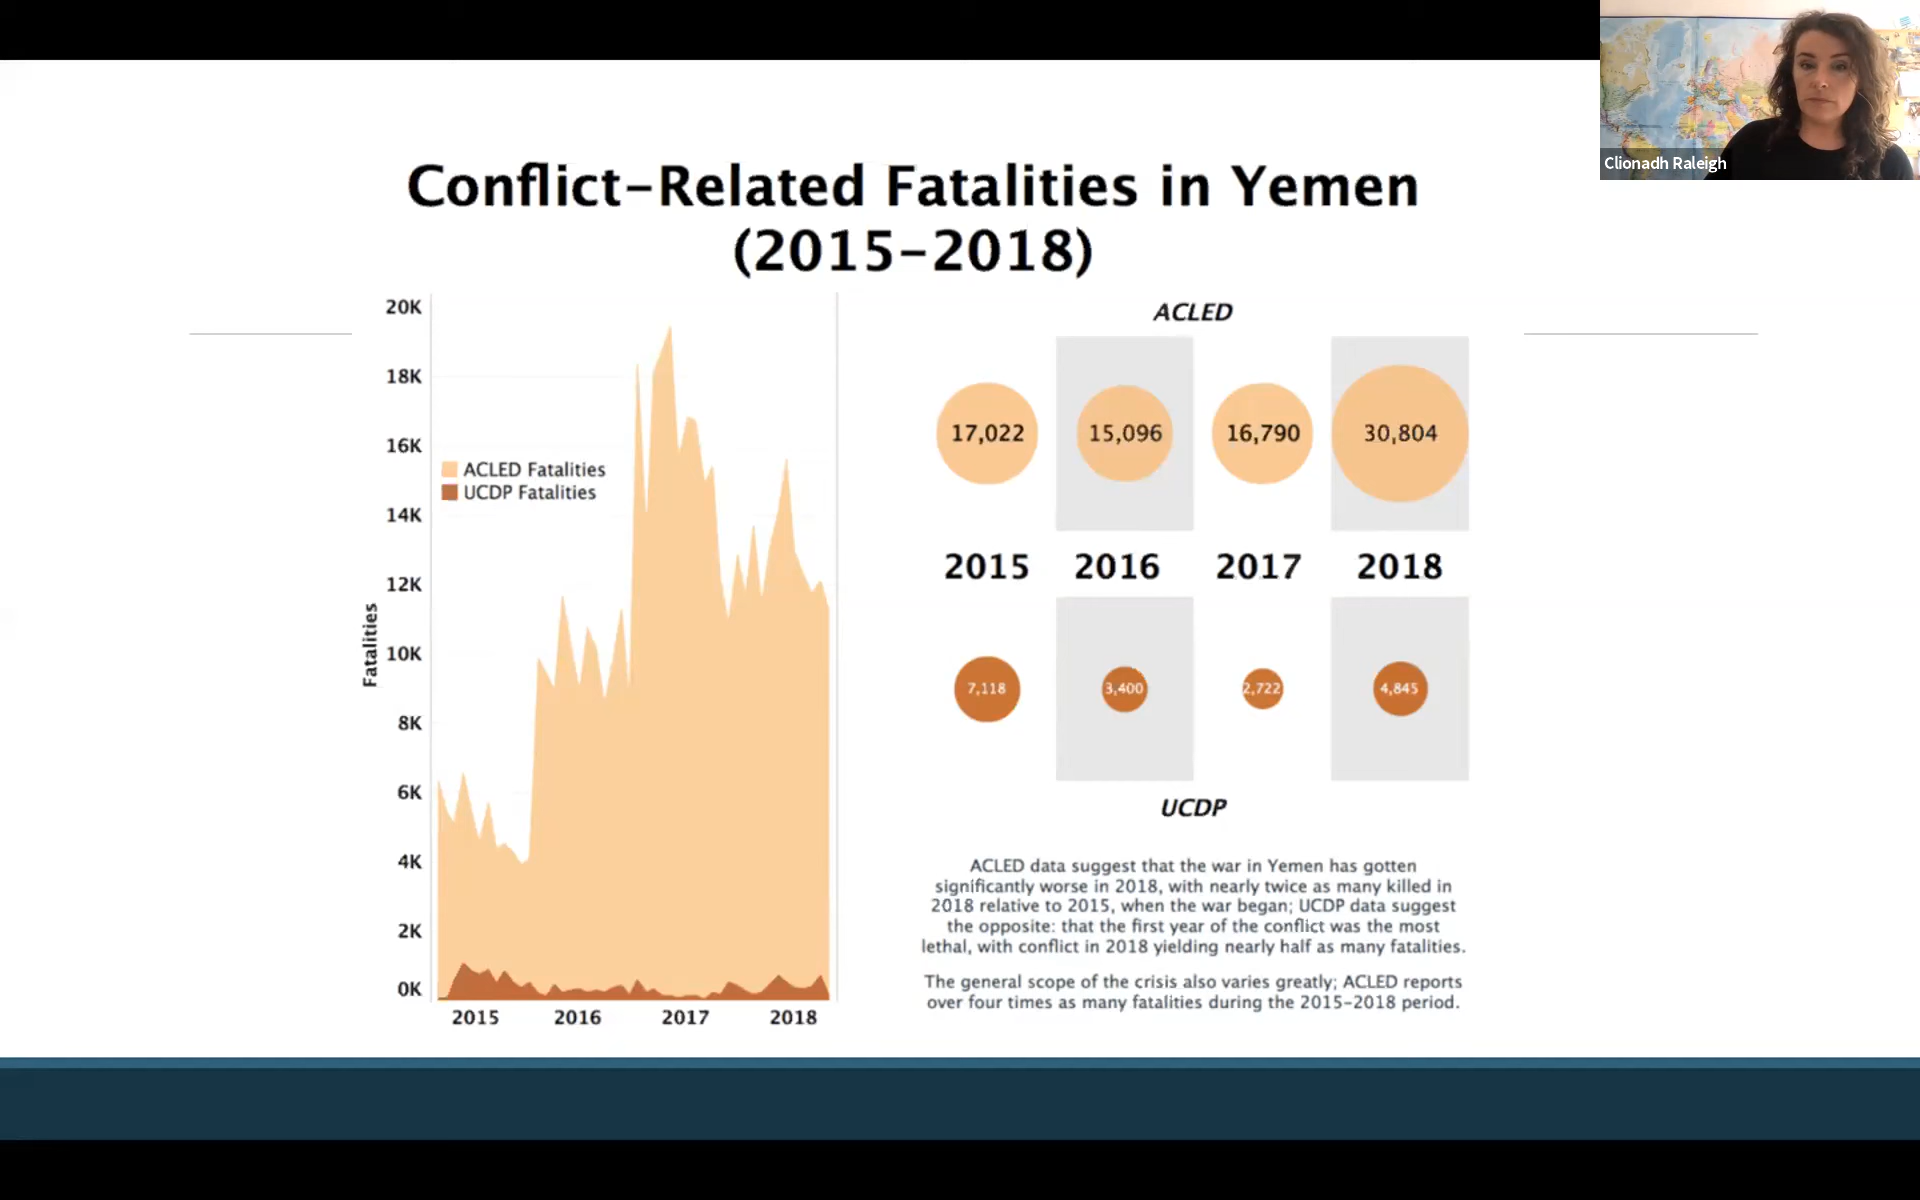 Clionadh Raleigh
Conflict-Related Fatalities in Yemen
(2015-2018)
20K
18K
16K
14K
12K
10K
8K
6K
4K
2K
0K
Fatalities
ACLED Fatalities
UCDP Fatalities
2015 2016 2017 2018
ACLED
17,022 15,096 16,790 30,804
2015 2016 2017 2018
7,118 3,400 2,722 4,845
UCDP
ACLED data suggest that the war in Yemen has gotten
significantly worse in 2018, with nearly twice as many killed in
2018 relative to 2015, when the war began; UCDP data suggest
the opposite: that the first year of the conflict was the most
lethal, with conflict in 2018 yielding nearly half as many fatalities.
The general scope of the crisis also varies greatly; ACLED reports
over four times as many fatalities during the 2015-2018 period.